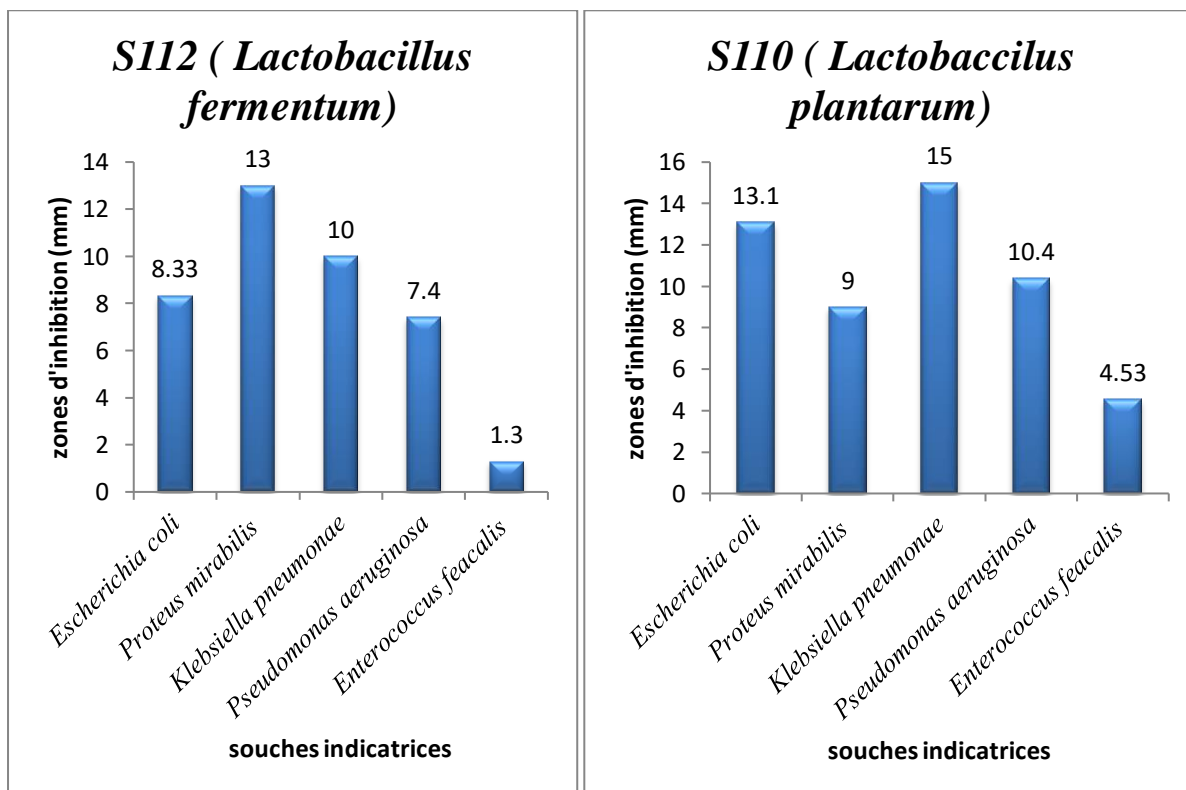 S112 ( Lactobacillus
fermentum)
14
12
10
8
6
4
2
0
zones d'inhibition (mm)
8.33
13
10
7.4
1.3
Escherichia coli
Proteus mirabilis
Klebsiella pneumonae
Pseudomonas aeruginosa
Enterococcus feacalis
souches indicatrices
S110 ( Lactobaccilus
plantarum)
16
14
12
10
8
6
4
2
0
zones d'inhibition (mm)
13.1
9
15
10.4
4.53
Escherichia coli
Proteus mirabilis
Klebsiella pneumonae
Pseudomonas aeruginosa
Enterococcus feacalis
souches indicatrices